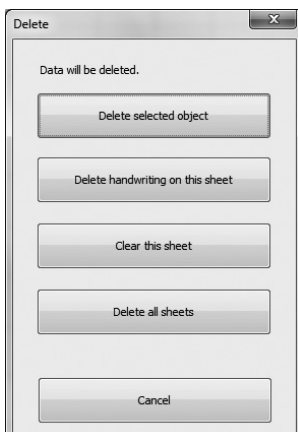 Delete
Data will be deleted.
Delete selected object
Delete handwriting on this sheet
Clear this sheet
Delete all sheets
Cancel